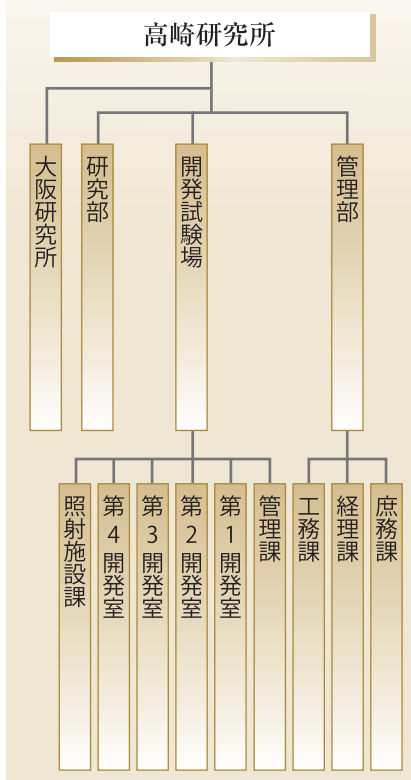 高崎研究所
管理部
開発試験場
研究部
大阪研究所
庶務課
経理課
工務課
管理課
第1開発室
第2開発室
第3開発室
第4開発室
照射施設課